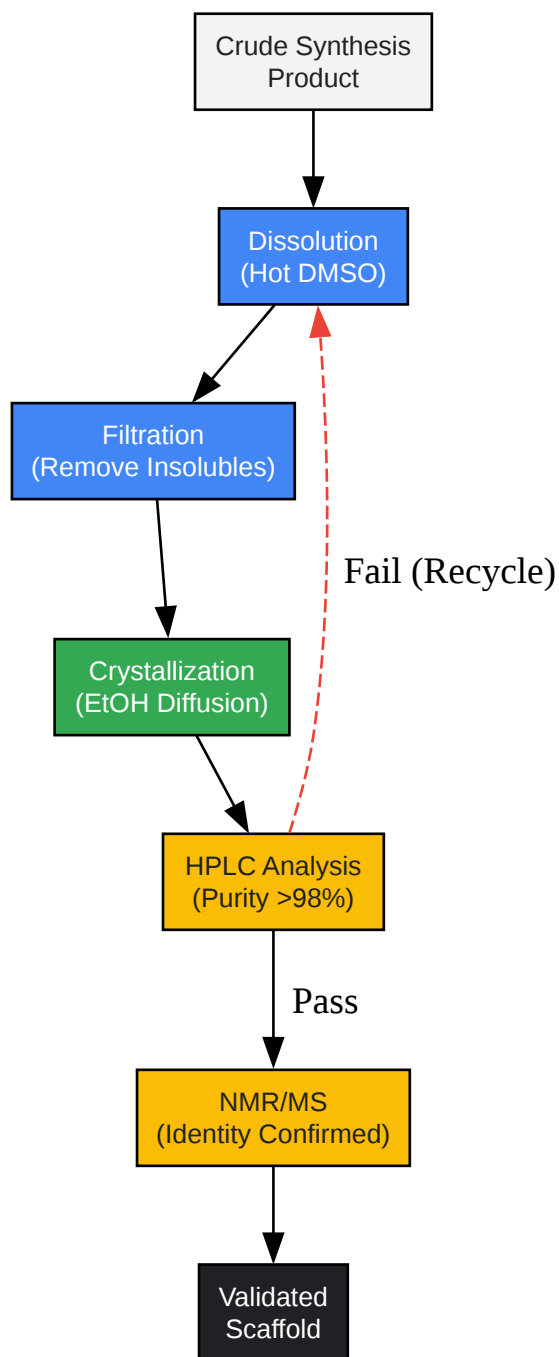 Crude Synthesis
Product
Dissolution
(Hot DMSO)
Filtration
(Remove Insolubles)
Fail (Recycle)
Crystallization
(EtOH Diffusion)
HPLC Analysis
(Purity >98%)
Pass
NMR/MS
(Identity Confirmed)
Validated
Scaffold